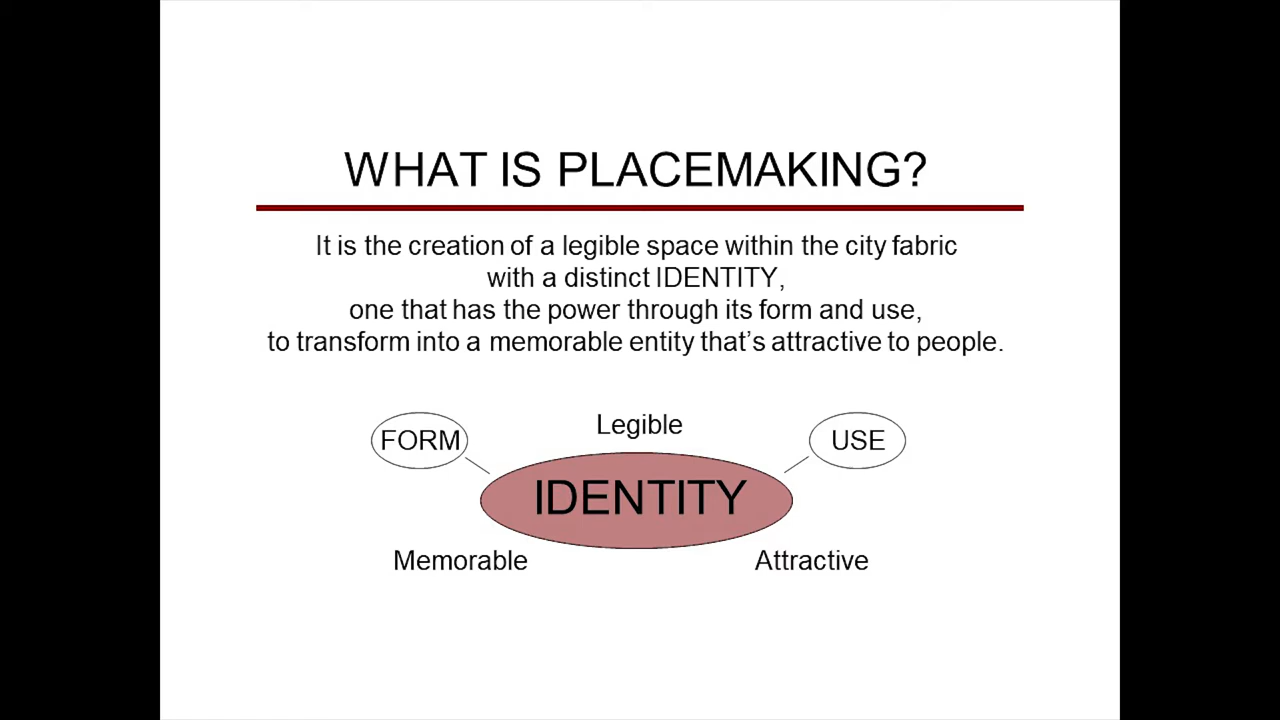 WHAT IS PLACEMAKING?
It is the creation of a legible space within the city fabric
with a distinct IDENTITY,
one that has the power through its form and use,
to transform into a memorable entity that’s attractive to people.
Legible
FORM
USE
IDENTITY
Memorable
Attractive